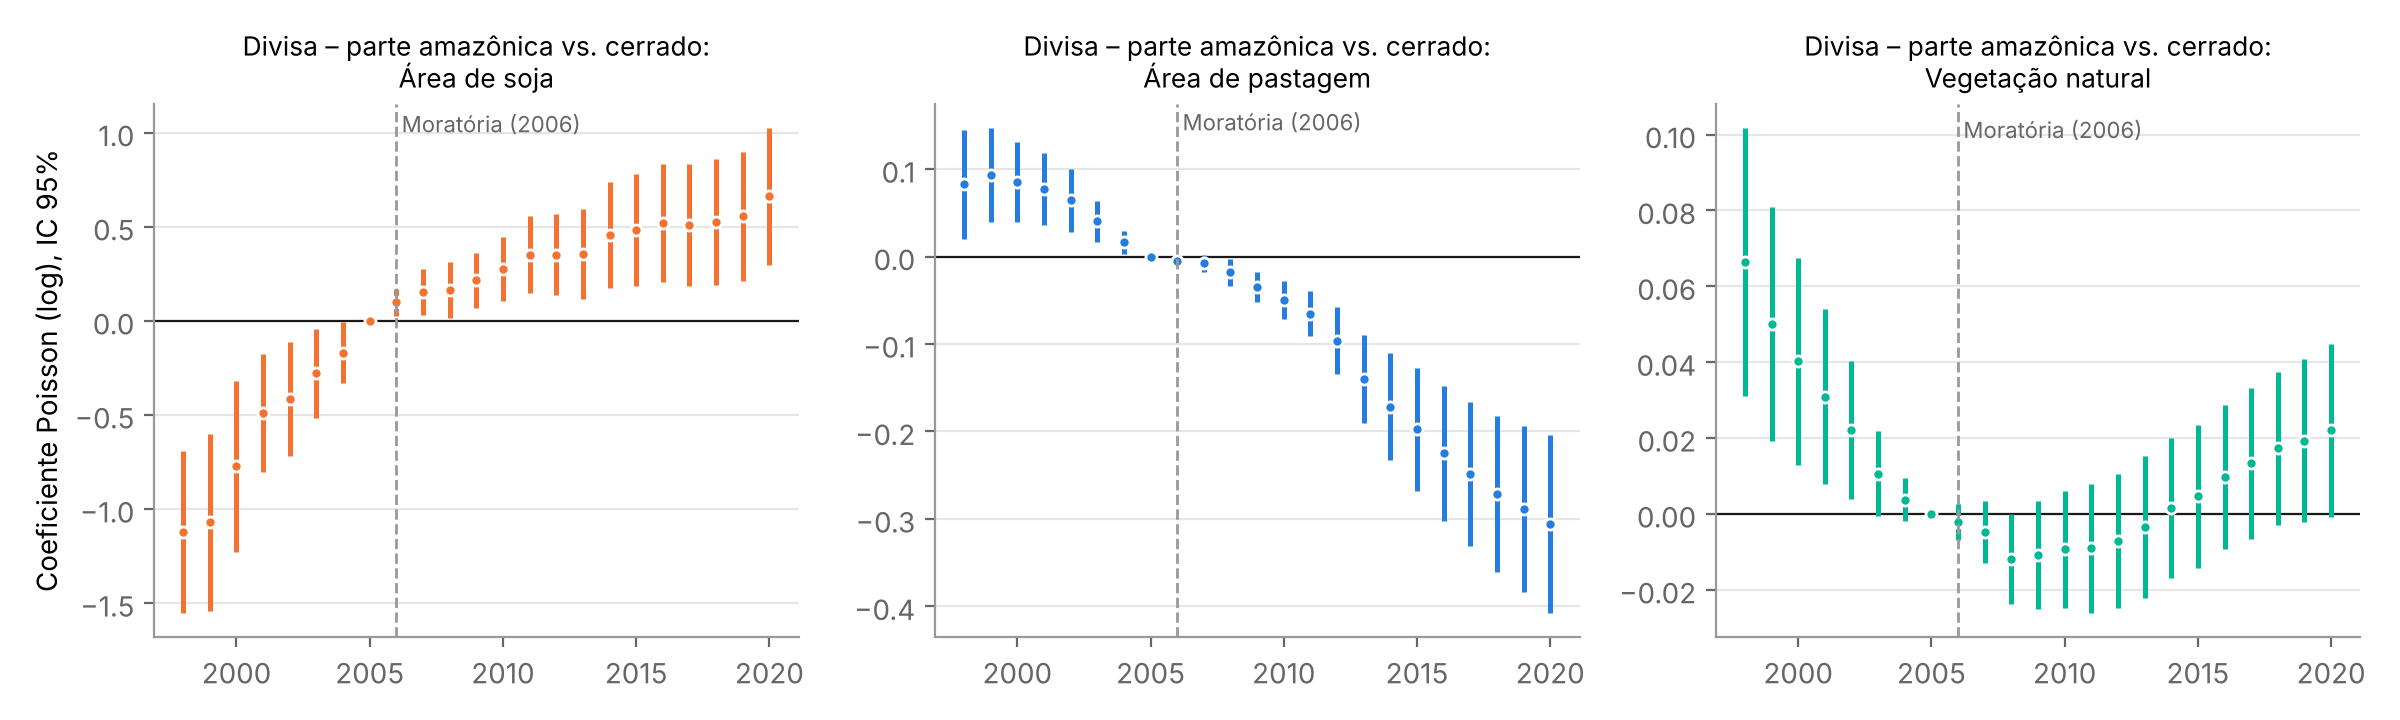 Divisa – parte amazônica vs. cerrado:
Área de soja
Moratória (2006)
Coeficiente Poisson (log), IC 95%
1.0
0.5
0.0
−0.5
−1.0
−1.5
2000 2005 2010 2015 2020
Divisa – parte amazônica vs. cerrado:
Área de pastagem
Moratória (2006)
0.1
0.0
−0.1
−0.2
−0.3
−0.4
2000 2005 2010 2015 2020
Divisa – parte amazônica vs. cerrado:
Vegetação natural
Moratória (2006)
0.10
0.08
0.06
0.04
0.02
0.00
−0.02
2000 2005 2010 2015 2020